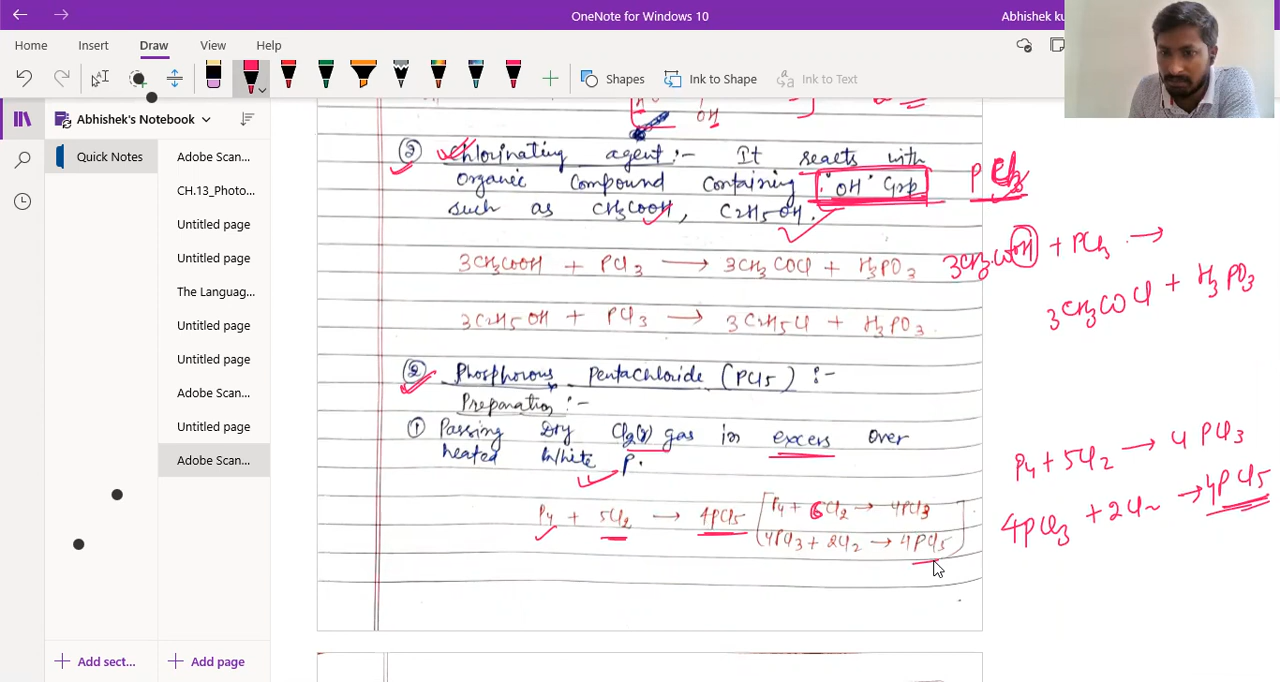 OneNote for Windows 10
Abhishek ku
Home Insert Draw View Help
Shapes Ink to Shape Ink to Text
Abhishek's Notebook
Quick Notes
Adobe Scan...
CH.13_Photo...
Untitled page
Untitled page
The Languag...
Untitled page
Untitled page
Adobe Scan...
Untitled page
Adobe Scan...
Add sect...
Add page
OH
③ Chlorinating agent :- It reacts with
Organic Compound Containing "OH" Grp
such as CH3COOH, C2H5OH.
3CH3COOH + PCl3 → 3CH3COCl + H3PO3
3C2H5OH + PCl3 → 3C2H5Cl + H3PO3.
② Phosphorous Pentachloride (PCl5) :-
Preparation :-
① Passing Dry Cl2(g) gas in excess over
heated White P.
P4 + 5Cl2 → 4PCl5 [P4 + 6Cl2 → 4PCl3
4PCl3 + 2Cl2 → 4PCl5]
PCl3
3CH3COOH + PCl3 →
3CH3COCl + H3PO3
P4 + 5Cl2 → 4PCl3
4PCl3 + 2Cl2 → 4PCl5